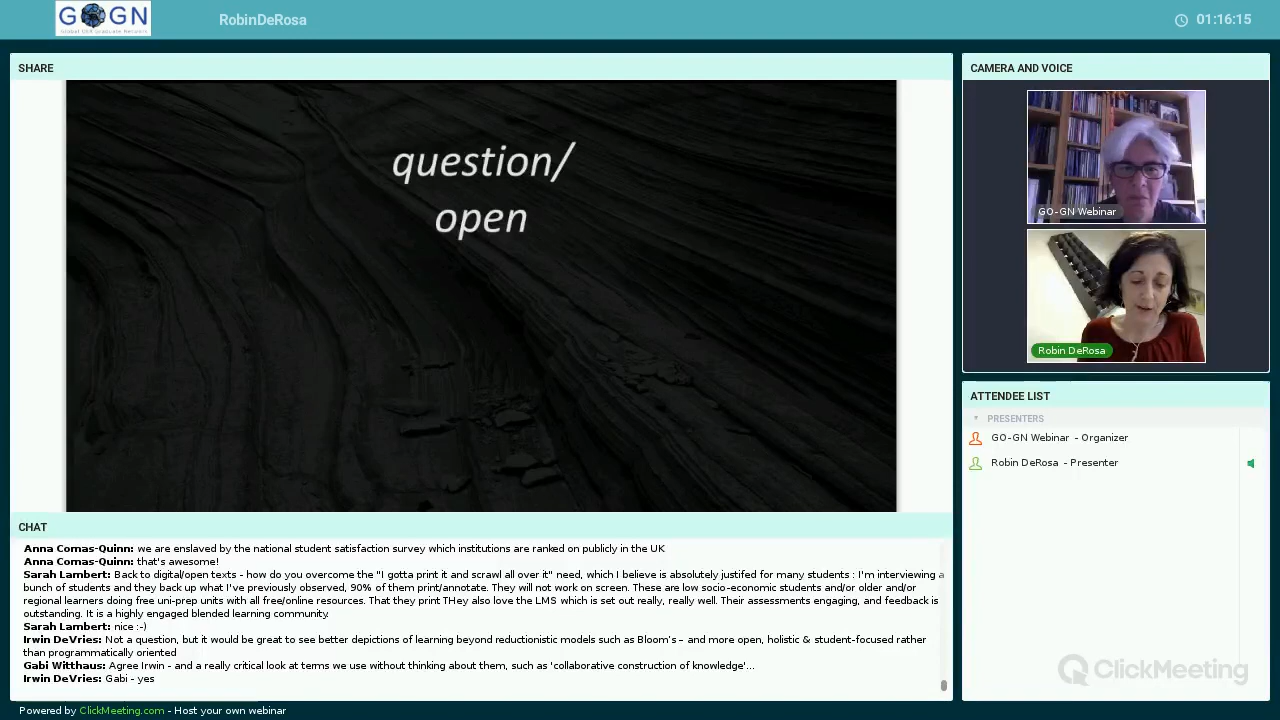 GOGN
Global OER Graduate Network
RobinDeRosa
01:16:15
SHARE
question/
open
CAMERA AND VOICE
GO-GN Webinar
Robin DeRosa
ATTENDEE LIST
PRESENTERS
GO-GN Webinar - Organizer
Robin DeRosa - Presenter
CHAT
Anna Comas-Quinn: we are enslaved by the national student satisfaction survey which institutions are ranked on publicly in the UK
Anna Comas-Quinn: that's awesome!
Sarah Lambert: Back to digital/open texts - how do you overcome the "I gotta print it and scrawl all over it" need, which I believe is absolutely justifed for many students : I'm interviewing a
bunch of students and they back up what I've previously observed, 90% of them print/annotate. They will not work on screen. These are low socio-economic students and/or older and/or
regional learners doing free uni-prep units with all free/online resources. That they print THey also love the LMS which is set out really, really well. Their assessments engaging, and feedback is
outstanding. It is a highly engaged blended learning community.
Sarah Lambert: nice :-)
Irwin DeVries: Not a question, but it would be great to see better depictions of learning beyond reductionistic models such as Bloom's – and more open, holistic & student-focused rather
than programmatically oriented
Gabi Witthaus: Agree Irwin - and a really critical look at terms we use without thinking about them, such as 'collaborative construction of knowledge'...
Irwin DeVries: Gabi - yes
ClickMeeting
Powered by ClickMeeting.com - Host your own webinar